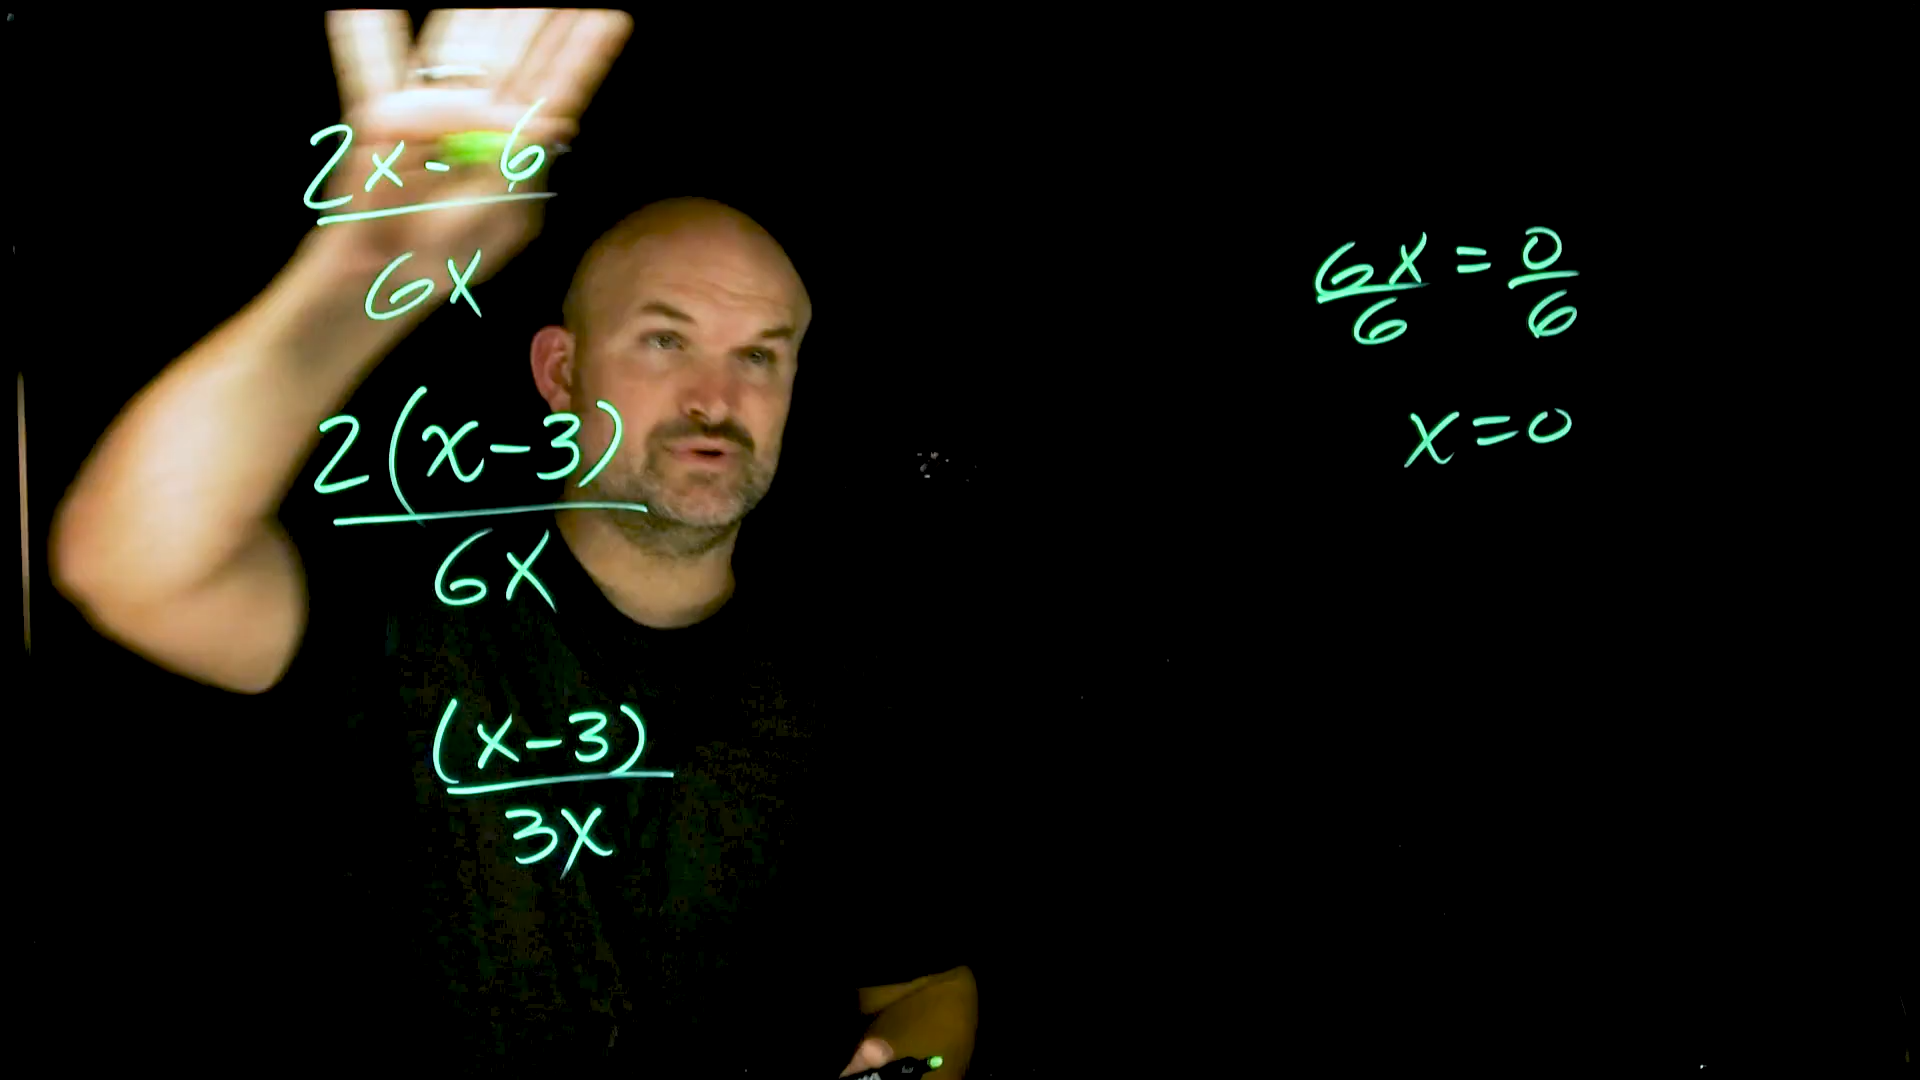 2x - 6
6x
2(x-3)
6x
(x-3)
3x
6x = 0
6 6
x=0